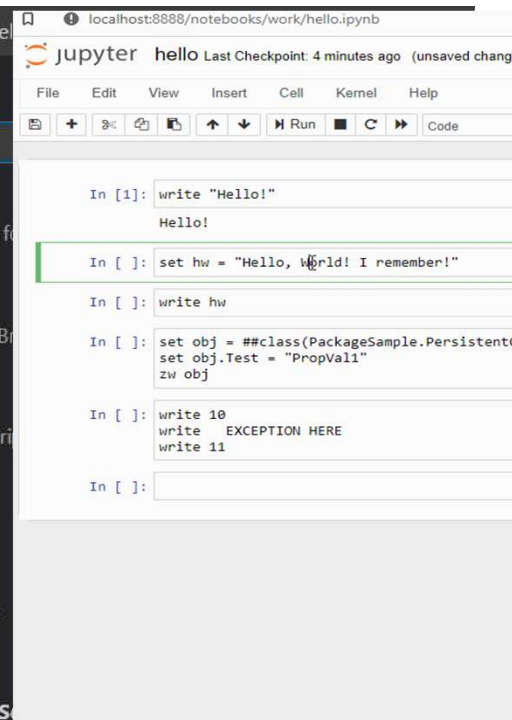 localhost:8888/notebooks/work/hello.ipynb
jupyter hello Last Checkpoint: 4 minutes ago (unsaved chang
File Edit View Insert Cell Kernel Help
Run Code
In [1]: write "Hello!"
Hello!
In [ ]: set hw = "Hello, World! I remember!"
In [ ]: write hw
In [ ]: set obj = ##class(PackageSample.Persistent
set obj.Test = "PropVal1"
zw obj
In [ ]: write 10
write   EXCEPTION HERE
write 11
In [ ]: